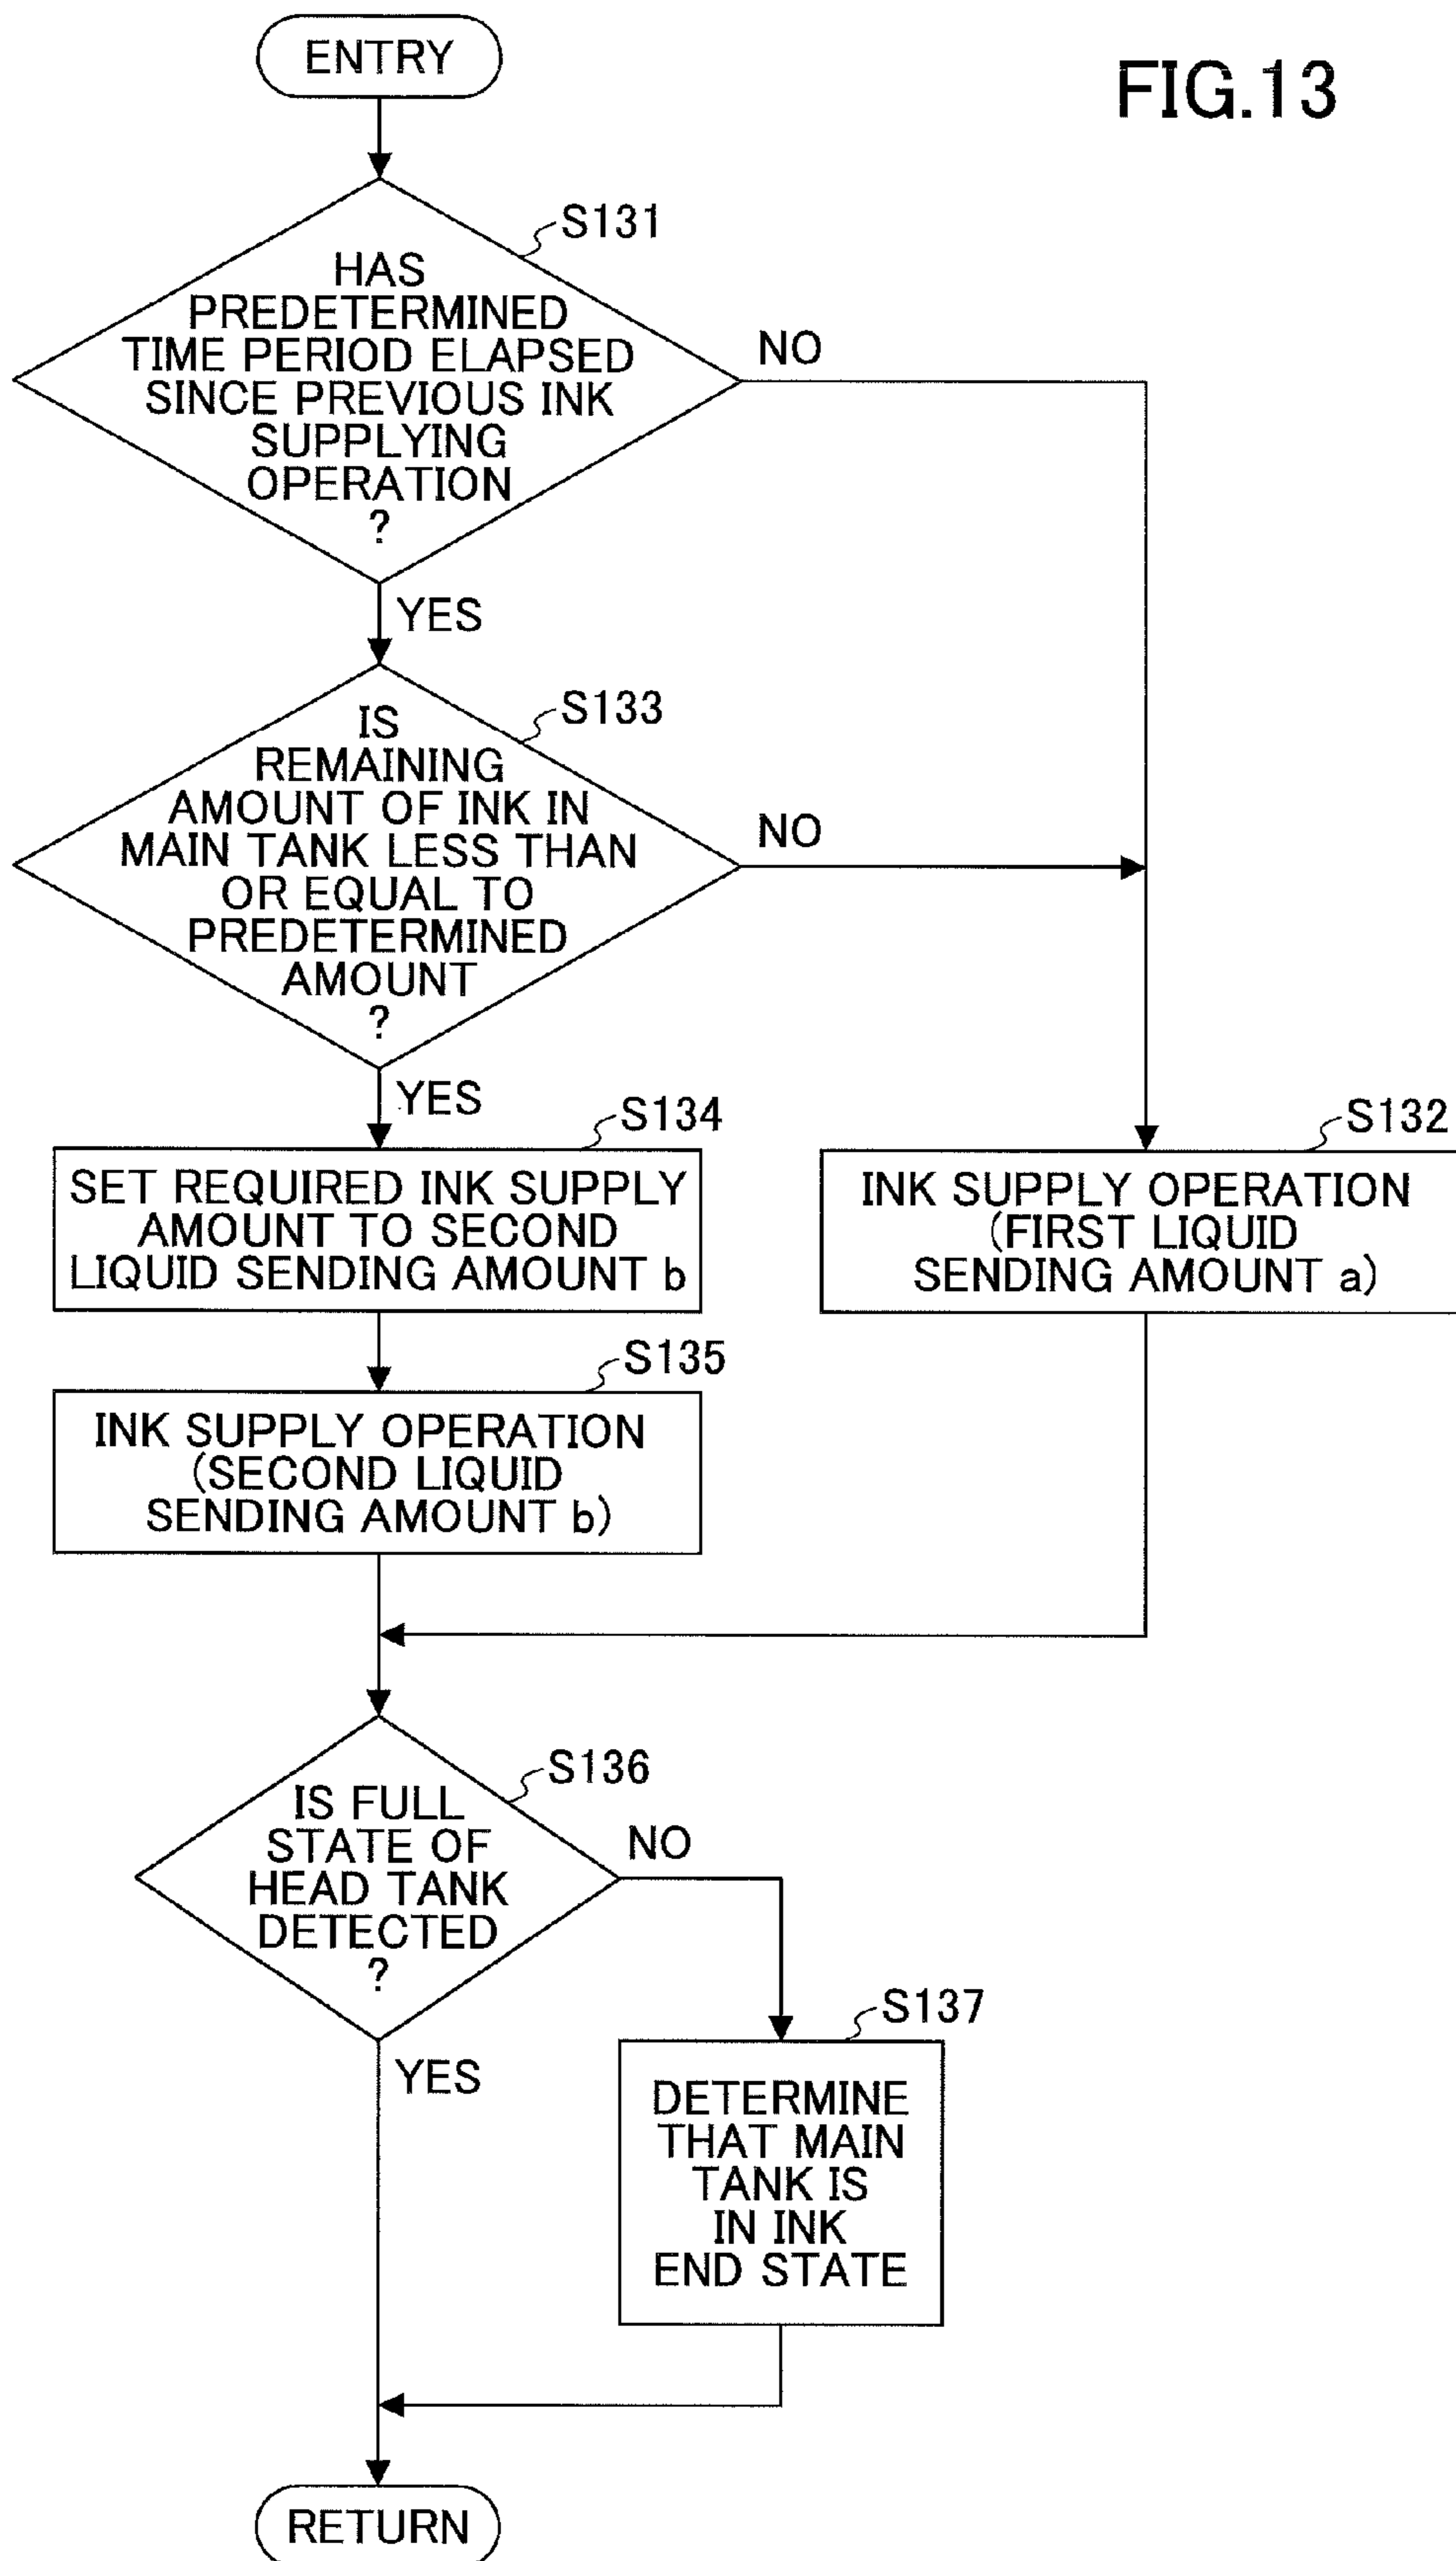 ENTRY
FIG.13
S131
HAS
PREDETERMINED
TIME PERIOD ELAPSED
SINCE PREVIOUS INK
SUPPLYING
OPERATION
?
NO
YES
S133
IS
REMAINING
AMOUNT OF INK IN
MAIN TANK LESS THAN
OR EQUAL TO
PREDETERMINED
AMOUNT
?
NO
YES
S134
SET REQUIRED INK SUPPLY
AMOUNT TO SECOND
LIQUID SENDING AMOUNT b
S132
INK SUPPLY OPERATION
(FIRST LIQUID
SENDING AMOUNT a)
S135
INK SUPPLY OPERATION
(SECOND LIQUID
SENDING AMOUNT b)
S136
IS FULL
STATE OF
HEAD TANK
DETECTED
?
NO
YES
S137
DETERMINE
THAT MAIN
TANK IS
IN INK
END STATE
RETURN